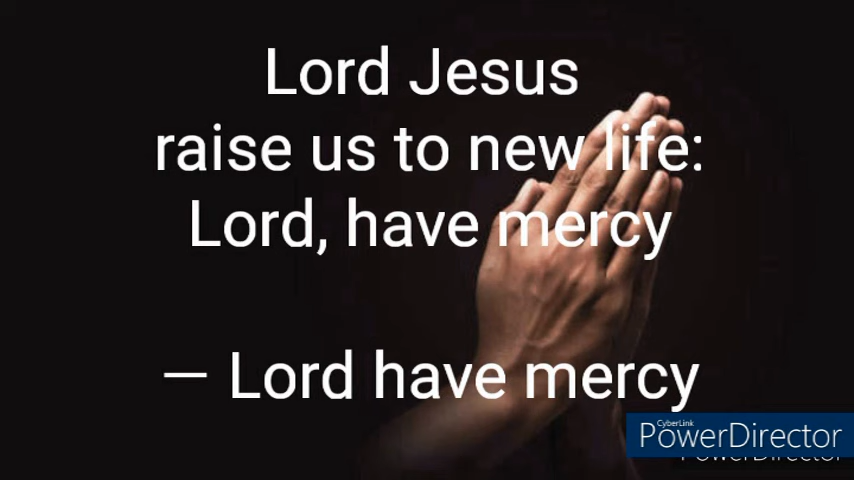 Lord Jesus
raise us to new life:
Lord, have mercy
— Lord have mercy
CyberLink
PowerDirector
PowerDirector